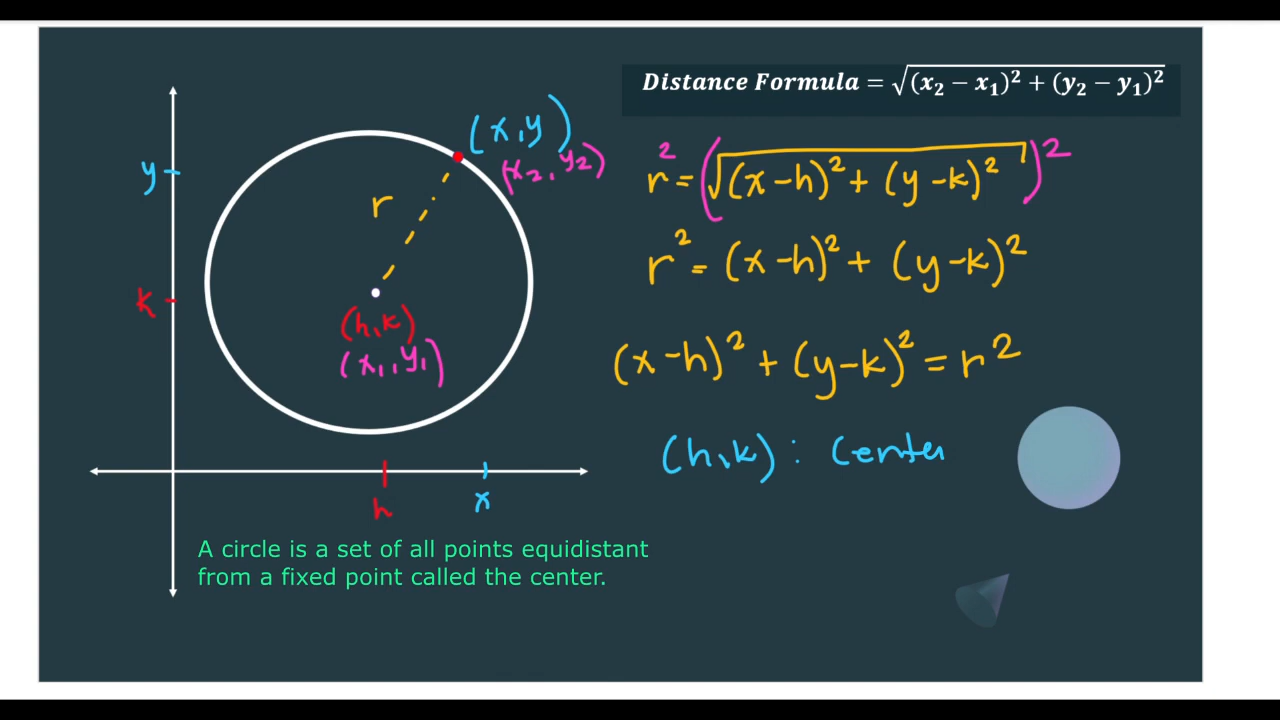 Distance Formula = √(x₂ − x₁)² + (y₂ − y₁)²
(x,y)
(x₂,y₂)
y
r
r² = (√(x-h)² + (y-k)²)²
r² = (x-h)² + (y-k)²
k
(h,k)
(x₁,y₁)
(x-h)² + (y-k)² = r²
(h,k) : Center
h
x
A circle is a set of all points equidistant
from a fixed point called the center.